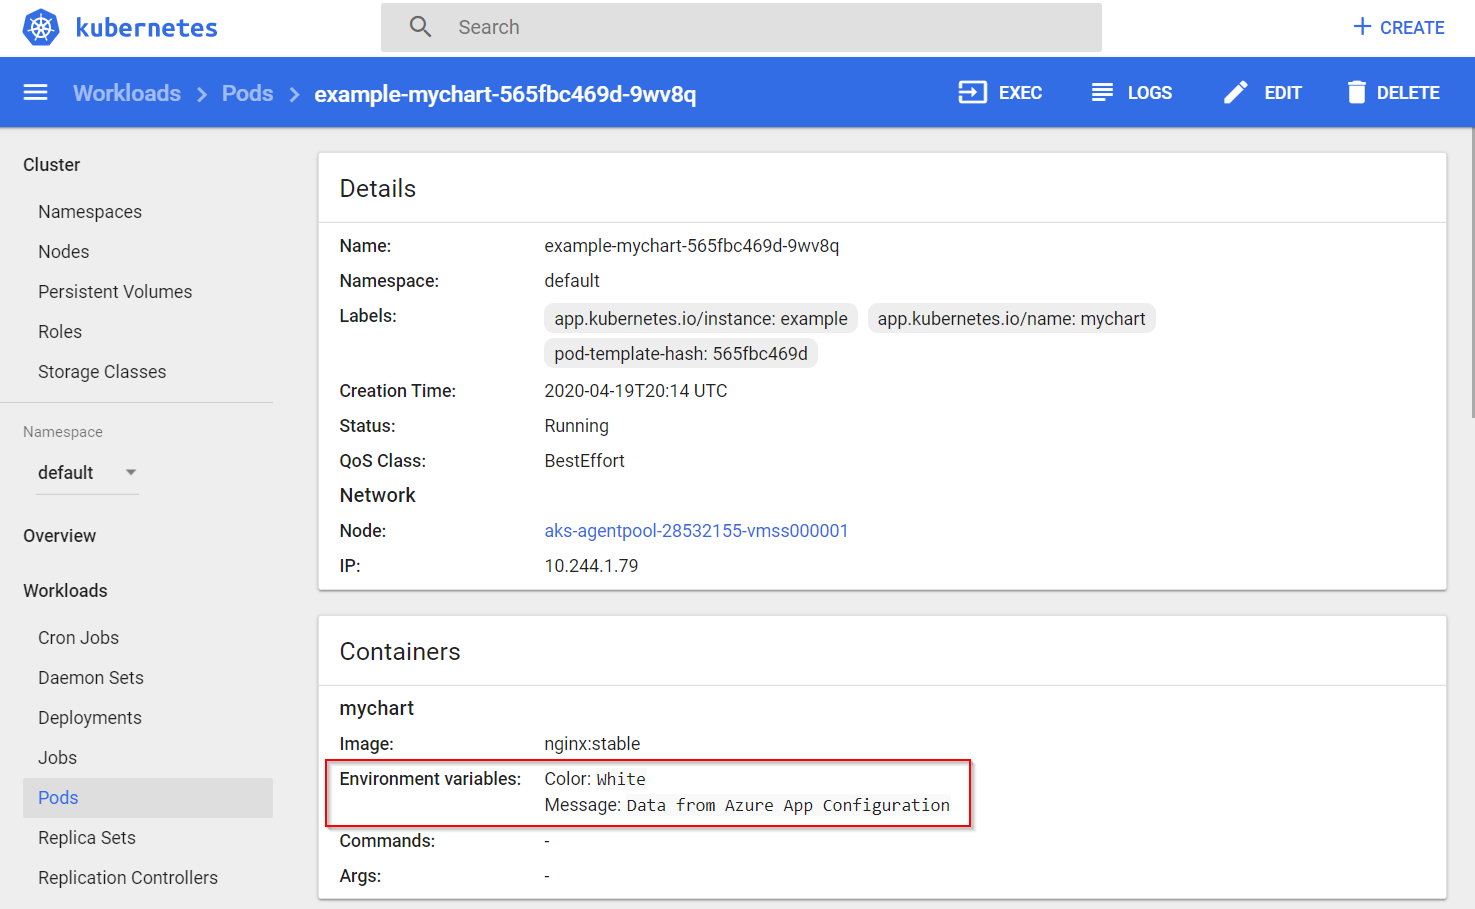 kubernetes
Search
CREATE
Workloads > Pods > example-mychart-565fbc469d-9wv8q
EXEC
LOGS
EDIT
DELETE
Cluster
Namespaces
Nodes
Persistent Volumes
Roles
Storage Classes
Namespace
default
Overview
Workloads
Cron Jobs
Daemon Sets
Deployments
Jobs
Pods
Replica Sets
Replication Controllers
Details
Name: example-mychart-565fbc469d-9wv8q
Namespace: default
Labels: app.kubernetes.io/instance: example app.kubernetes.io/name: mychart
pod-template-hash: 565fbc469d
Creation Time: 2020-04-19T20:14 UTC
Status: Running
QoS Class: BestEffort
Network
Node: aks-agentpool-28532155-vmss000001
IP: 10.244.1.79
Containers
mychart
Image: nginx:stable
Environment variables: Color: White
Message: Data from Azure App Configuration
Commands: -
Args: -